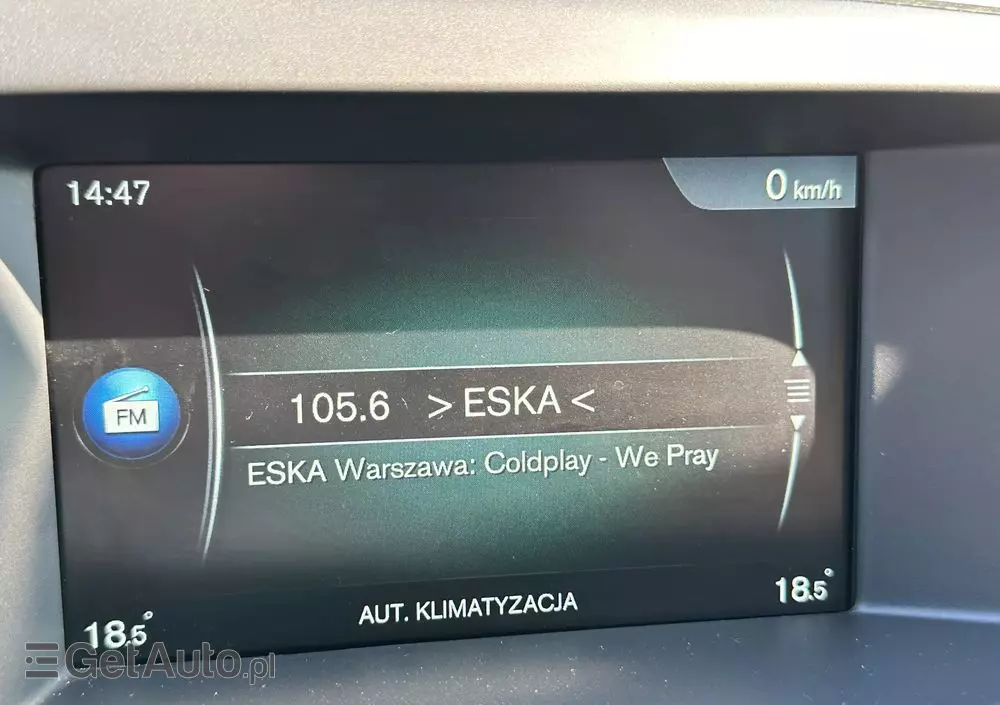 14:47
0 km/h
FM
105.6 > ESKA <
ESKA Warszawa: Coldplay - We Pray
AUT. KLIMATYZACJA
18.5°
18.5°
GetAuto.pl